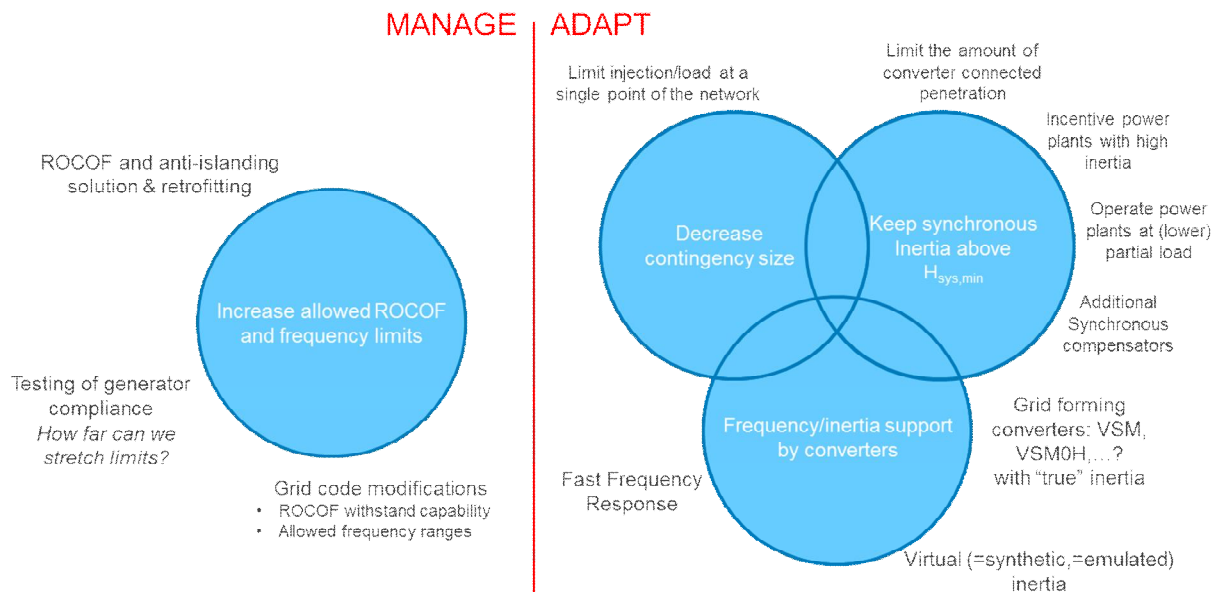 MANAGE
ADAPT
ROCOF and anti-islanding
solution & retrofitting
Increase allowed ROCOF
and frequency limits
Testing of generator
compliance
How far can we
stretch limits?
Grid code modifications
• ROCOF withstand capability
• Allowed frequency ranges
Limit injection/load at a
single point of the network
Limit the amount of
converter connected
penetration
Incentive power
plants with high
inertia
Decrease
contingency size
Keep synchronous
Inertia above
Hsys,min
Operate power
plants at (lower)
partial load
Additional
Synchronous
compensators
Frequency/inertia support
by converters
Grid forming
converters: VSM,
VSM0H,...?
with “true” inertia
Fast Frequency
Response
Virtual (=synthetic,=emulated)
inertia